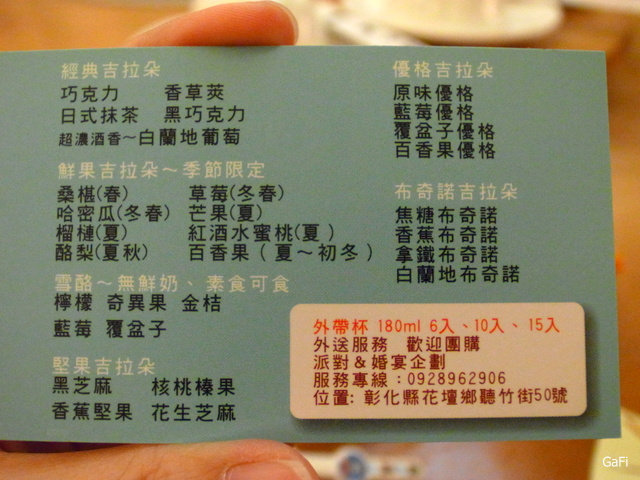 經典吉拉朵
巧克力 香草莢
日式抹茶 黑巧克力
超濃酒香~白蘭地葡萄
鮮果吉拉朵~季節限定
桑椹(春) 草莓(冬春)
哈密瓜(冬春) 芒果(夏)
榴槤(夏) 紅酒水蜜桃(夏)
酪梨(夏秋) 百香果(夏~初冬)
雪酪~無鮮奶、素食可食
檸檬 奇異果 金桔
藍莓 覆盆子
堅果吉拉朵
黑芝麻 核桃榛果
香蕉堅果 花生芝麻
優格吉拉朵
原味優格
藍莓優格
覆盆子優格
百香果優格
布奇諾吉拉朵
焦糖布奇諾
香蕉布奇諾
拿鐵布奇諾
白蘭地布奇諾
外帶杯 180ml 6入、10入、15入
外送服務 歡迎團購
派對&婚宴企劃
服務專線:0928962906
位置:彰化縣花壇鄉聽竹街50號
GaFi